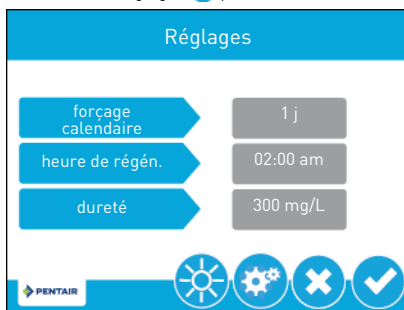 Réglages
forçage
calendaire
1 j
heure de régén.
02:00 am
dureté
300 mg/L
PENTAIR